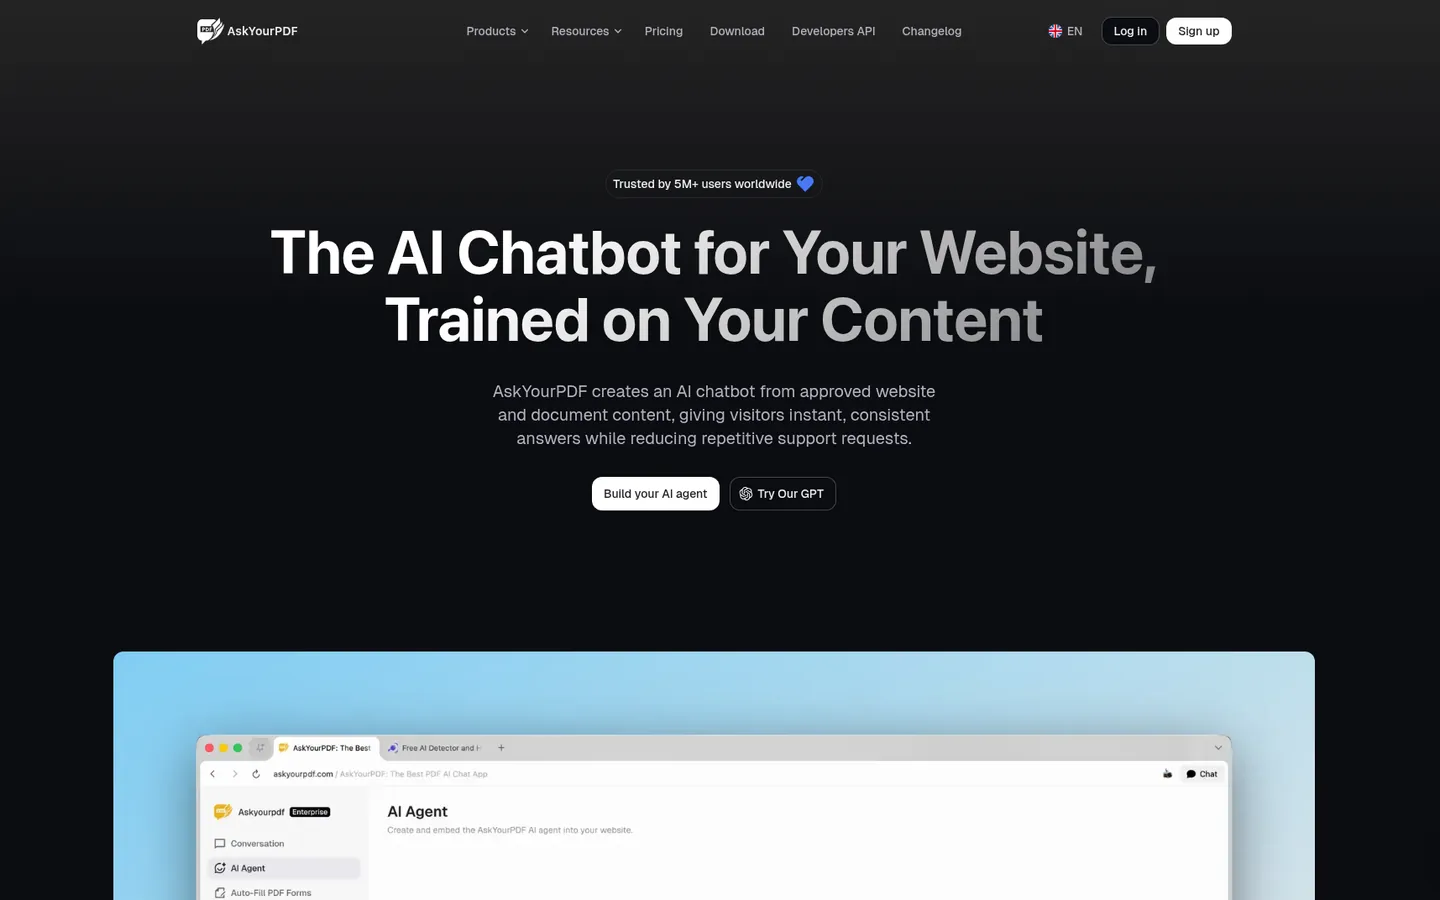 AskYourPDF
Products
Resources
Pricing
Download
Developers API
Changelog
EN
Log in
Sign up
Trusted by 5M+ users worldwide
The AI Chatbot for Your Website,
Trained on Your Content
AskYourPDF creates an AI chatbot from approved website
and document content, giving visitors instant, consistent
answers while reducing repetitive support requests.
Build your AI agent
Try Our GPT
AskYourPDF: The Best
Free AI Detector and
askyourpdf.com / AskYourPDF: The Best PDF AI Chat App
Chat
Askyourpdf
Enterprise
AI Agent
Create and embed the AskYourPDF AI agent into your website.
Conversation
AI Agent
Auto-Fill PDF Forms